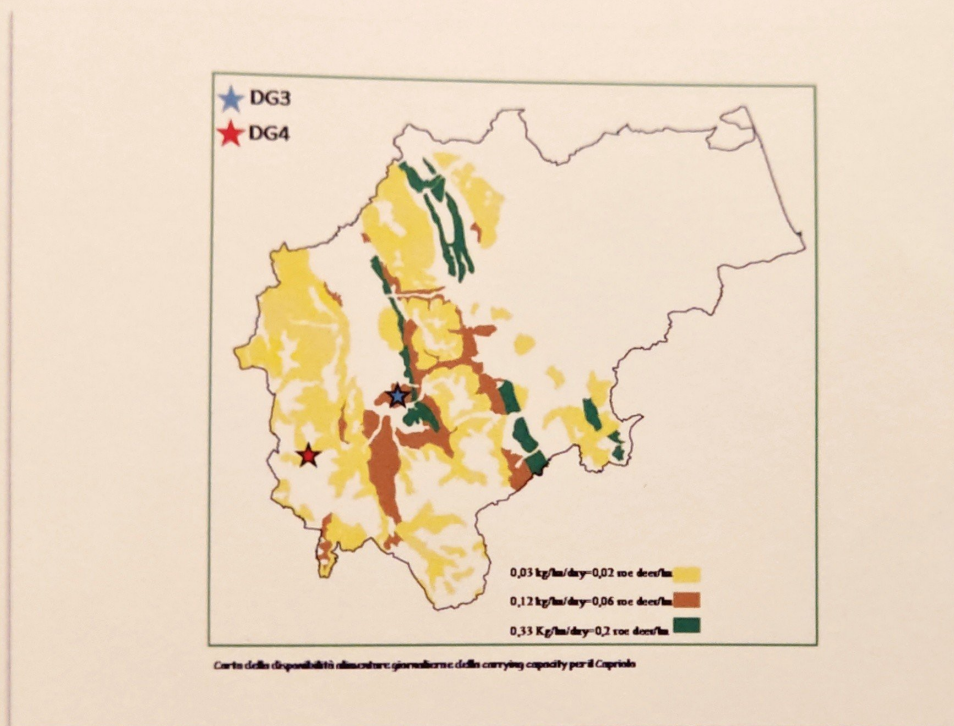 DG3
DG4
0,03 kg/ha/day=0,02 roe deer/ha
0,12 kg/ha/day=0,06 roe deer/ha
0,33 Kg/ha/day=0,2 roe deer/ha
Carta della disponibilità alimentare giornaliera e della carrying capacity per il Capriolo